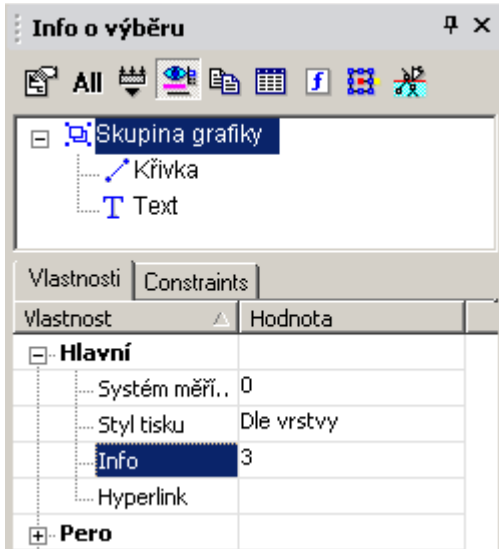 Info o výběru
All
Skupina grafiky
Křivka
T Text
Vlastnosti Constraints
Vlastnost Hodnota
Hlavní
Systém měří.. 0
Styl tisku Dle vrstvy
Info 3
Hyperlink
Pero